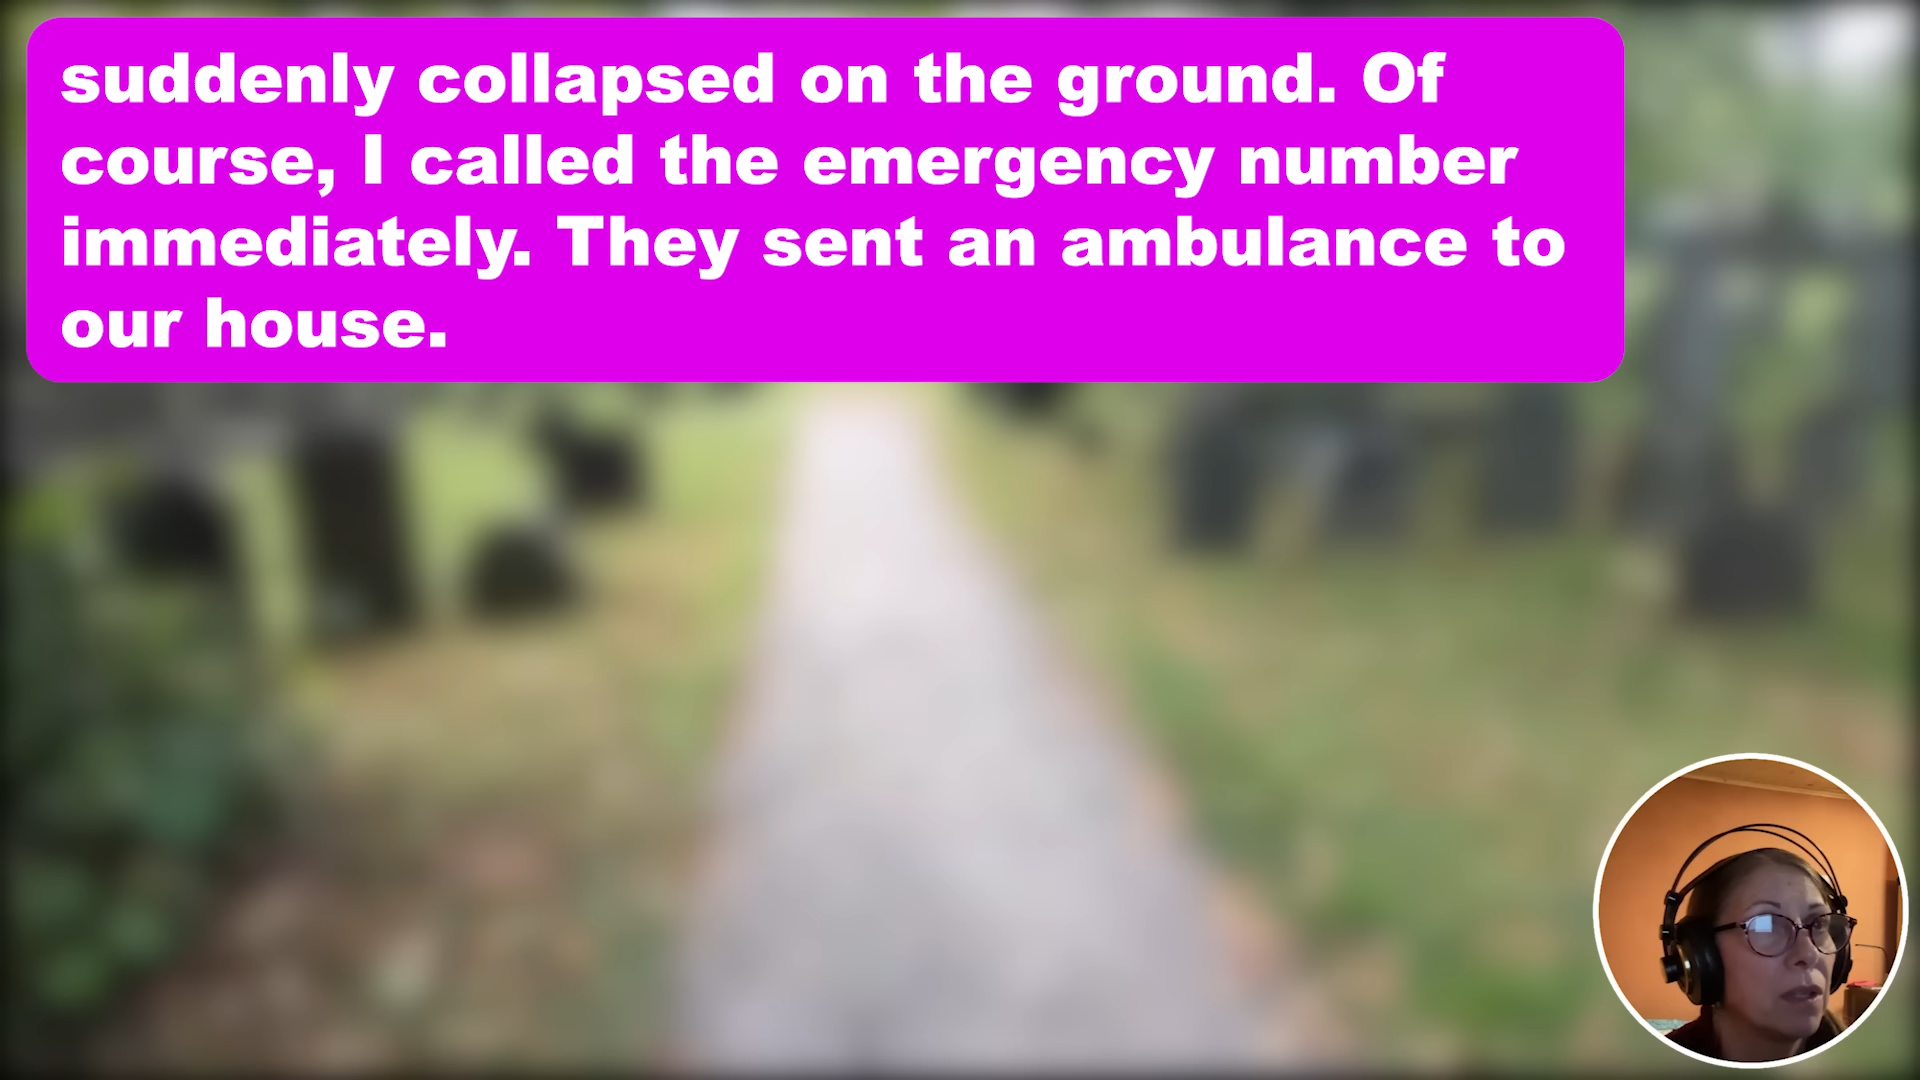 suddenly collapsed on the ground. Of
course, I called the emergency number
immediately. They sent an ambulance to
our house.